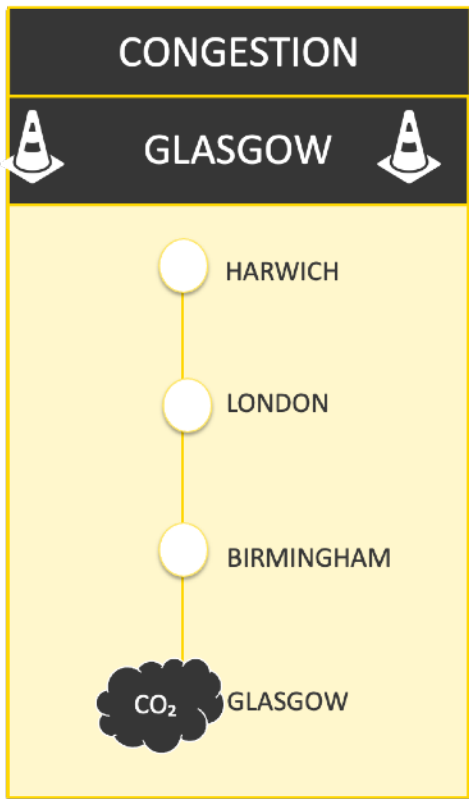 CONGESTION
GLASGOW
HARWICH
LONDON
BIRMINGHAM
CO₂ GLASGOW